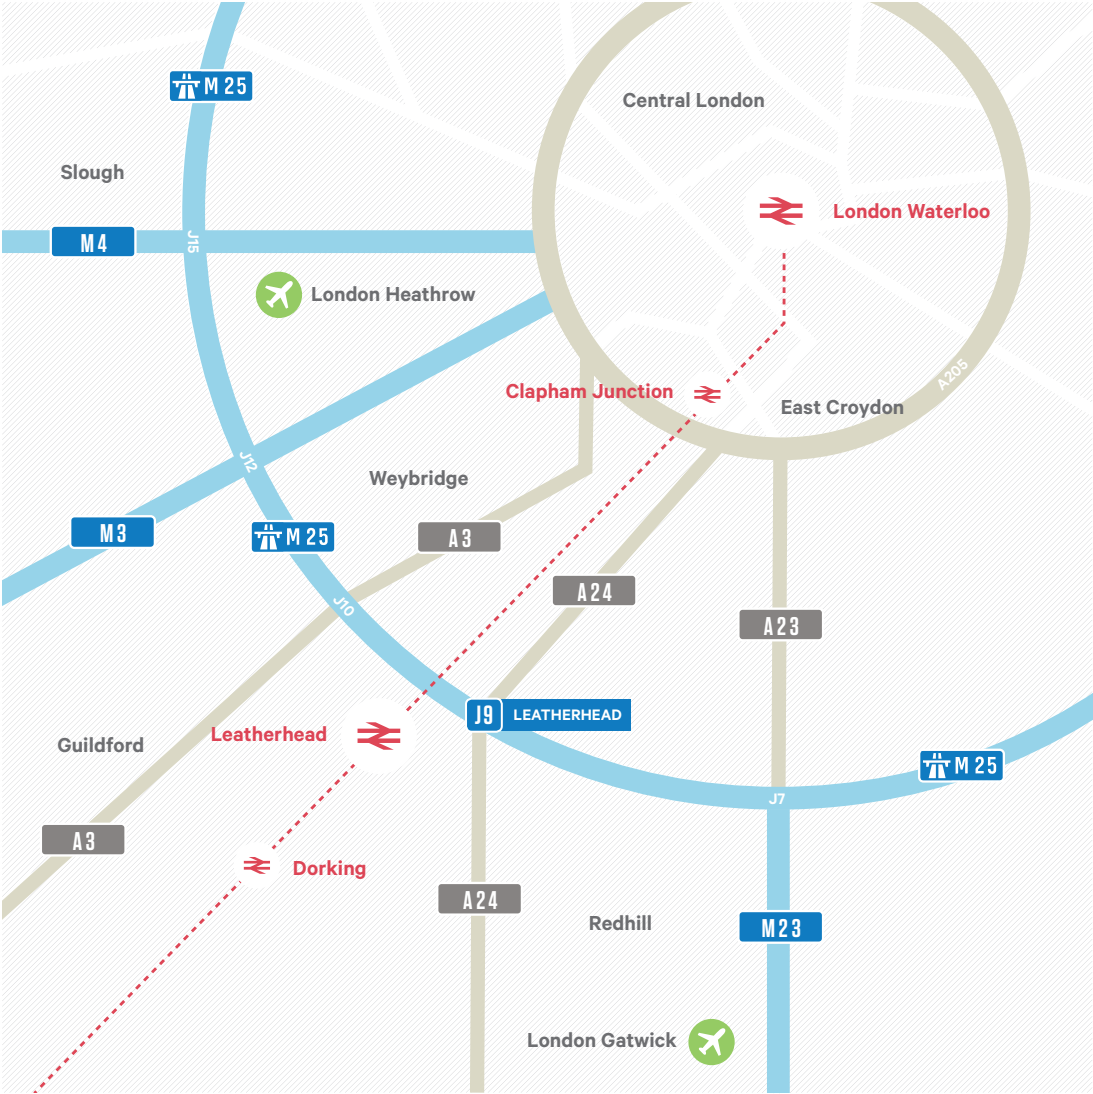 M 25
Central London
Slough
London Waterloo
M4
J15
London Heathrow
A205
Clapham Junction
East Croydon
J12
Weybridge
M3
M 25
A3
A24
J10
A23
J9 LEATHERHEAD
Leatherhead
Guildford
M 25
J7
A3
Dorking
A24
Redhill
M23
London Gatwick